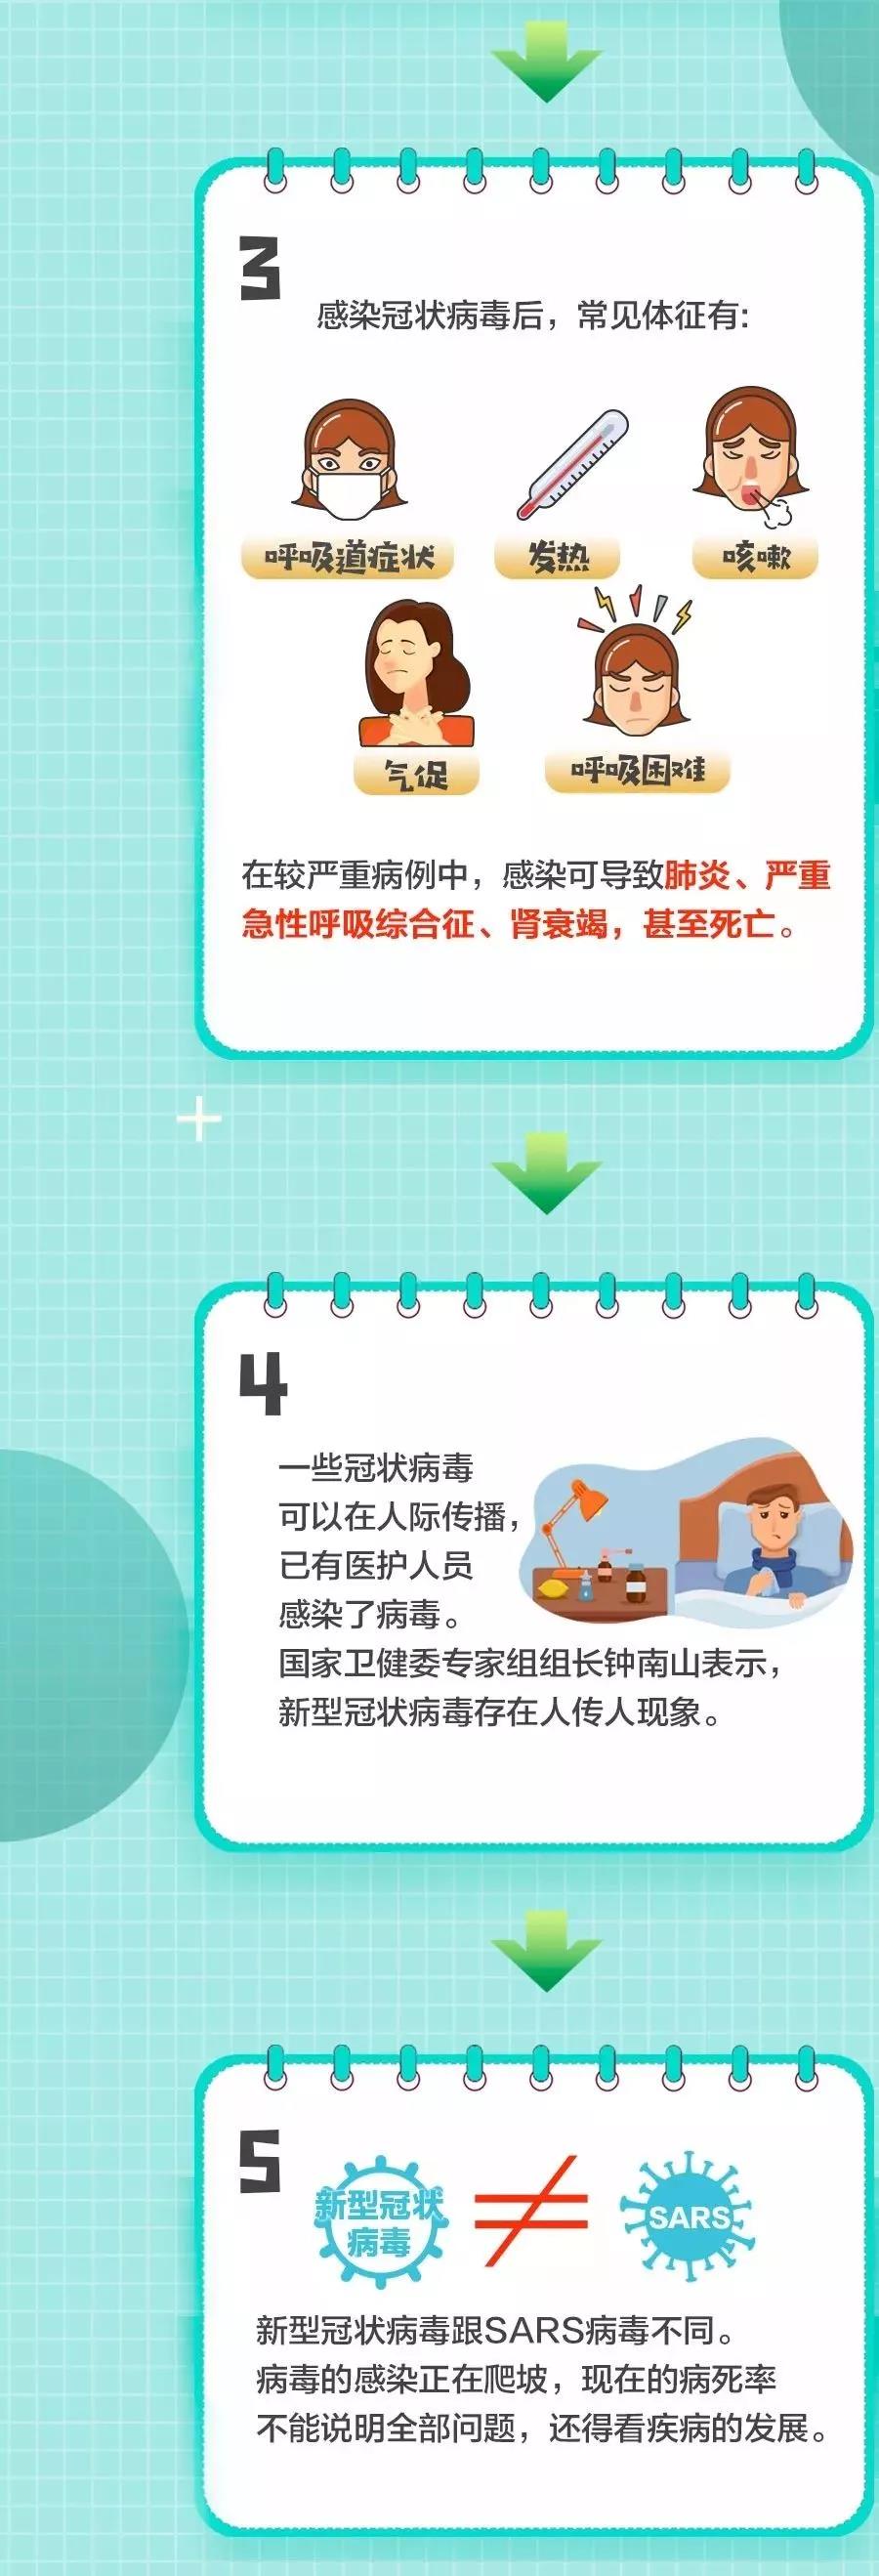 3
感染冠状病毒后，常见体征有:
呼吸道症状
发热
咳嗽
气促
呼吸困难
在较严重病例中，感染可导致肺炎、严重
急性呼吸综合征、肾衰竭，甚至死亡。
4
一些冠状病毒
可以在人际传播，
已有医护人员
感染了病毒。
国家卫健委专家组组长钟南山表示，
新型冠状病毒存在人传人现象。
5
新型冠状
病毒
≠
SARS
新型冠状病毒跟SARS病毒不同。
病毒的感染正在爬坡，现在的病死率
不能说明全部问题，还得看疾病的发展。